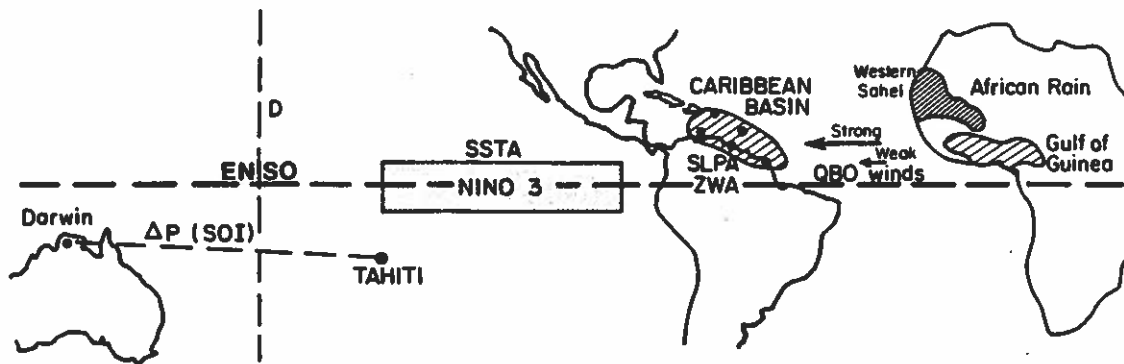 D
ENSO
SSTA
NINO 3
Darwin
ΔP (SOI)
TAHITI
CARIBBEAN
BASIN
SLPA
ZWA
Strong
Weak
QBO winds
Western
Sahel
African Rain
Gulf of
Guinea